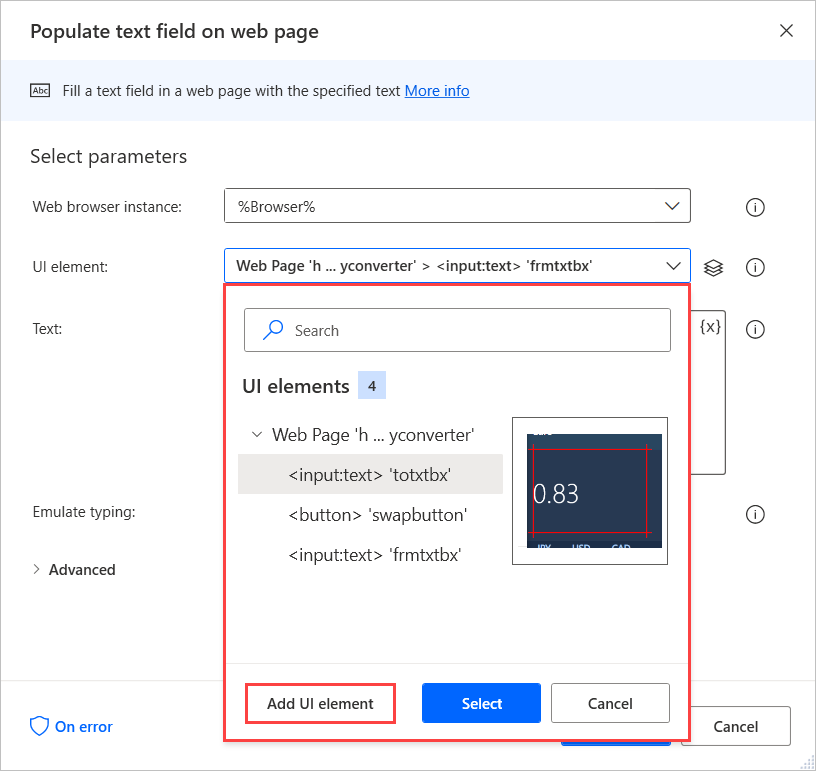 Populate text field on web page
Abc Fill a text field in a web page with the specified text More info
Select parameters
Web browser instance: %Browser%
UI element: Web Page 'h ... yconverter' > <input:text> 'frmtxtbx'
Text: {x}
Search
UI elements 4
Web Page 'h ... yconverter'
<input:text> 'totxtbx'
<button> 'swapbutton'
<input:text> 'frmtxtbx'
0.83
JPY USD CAD
Emulate typing:
Advanced
Add UI element Select Cancel
On error Cancel